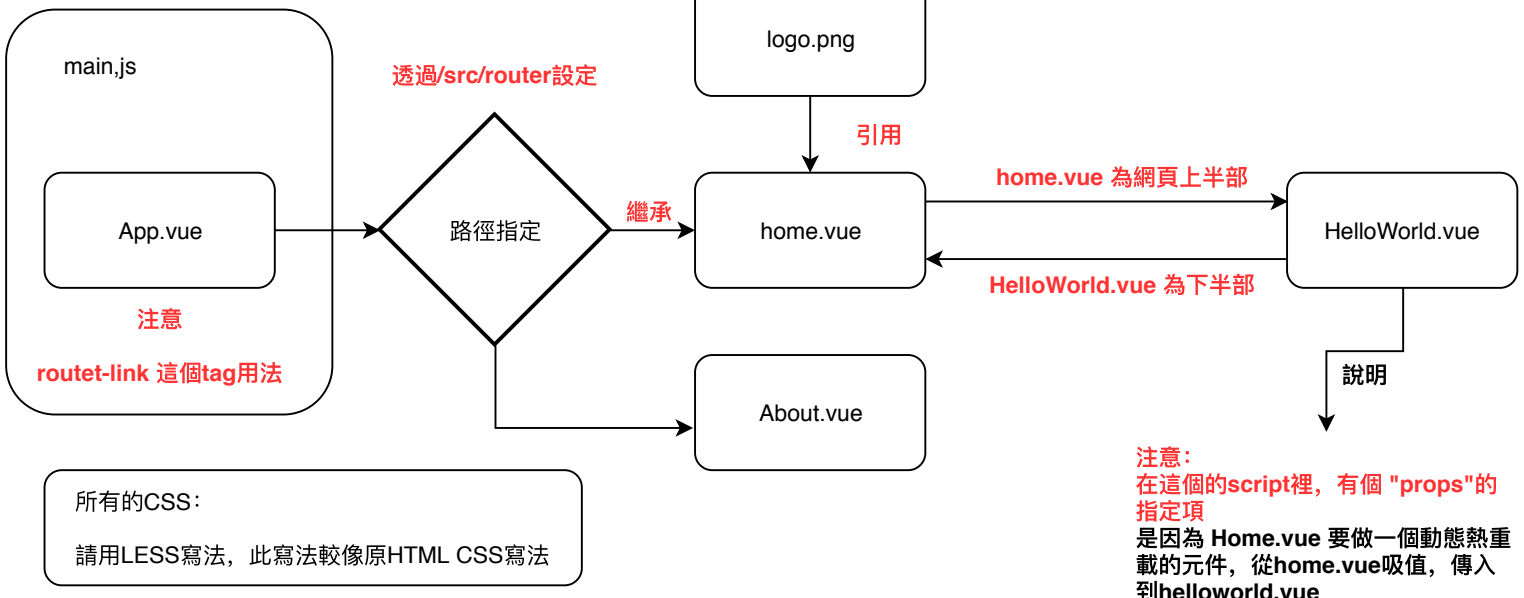 logo.png
main,js
透過/src/router設定
引用
home.vue 為網頁上半部
繼承
App.vue
路徑指定
home.vue
HelloWorld.vue
HelloWorld.vue 為下半部
注意
routet-link 這個tag用法
說明
About.vue
所有的CSS：
請用LESS寫法，此寫法較像原HTML CSS寫法
注意：
在這個的script裡，有個 "props"的
指定項
是因為 Home.vue 要做一個動態熱重
載的元件，從home.vue吸值，傳入
到helloworld.vue